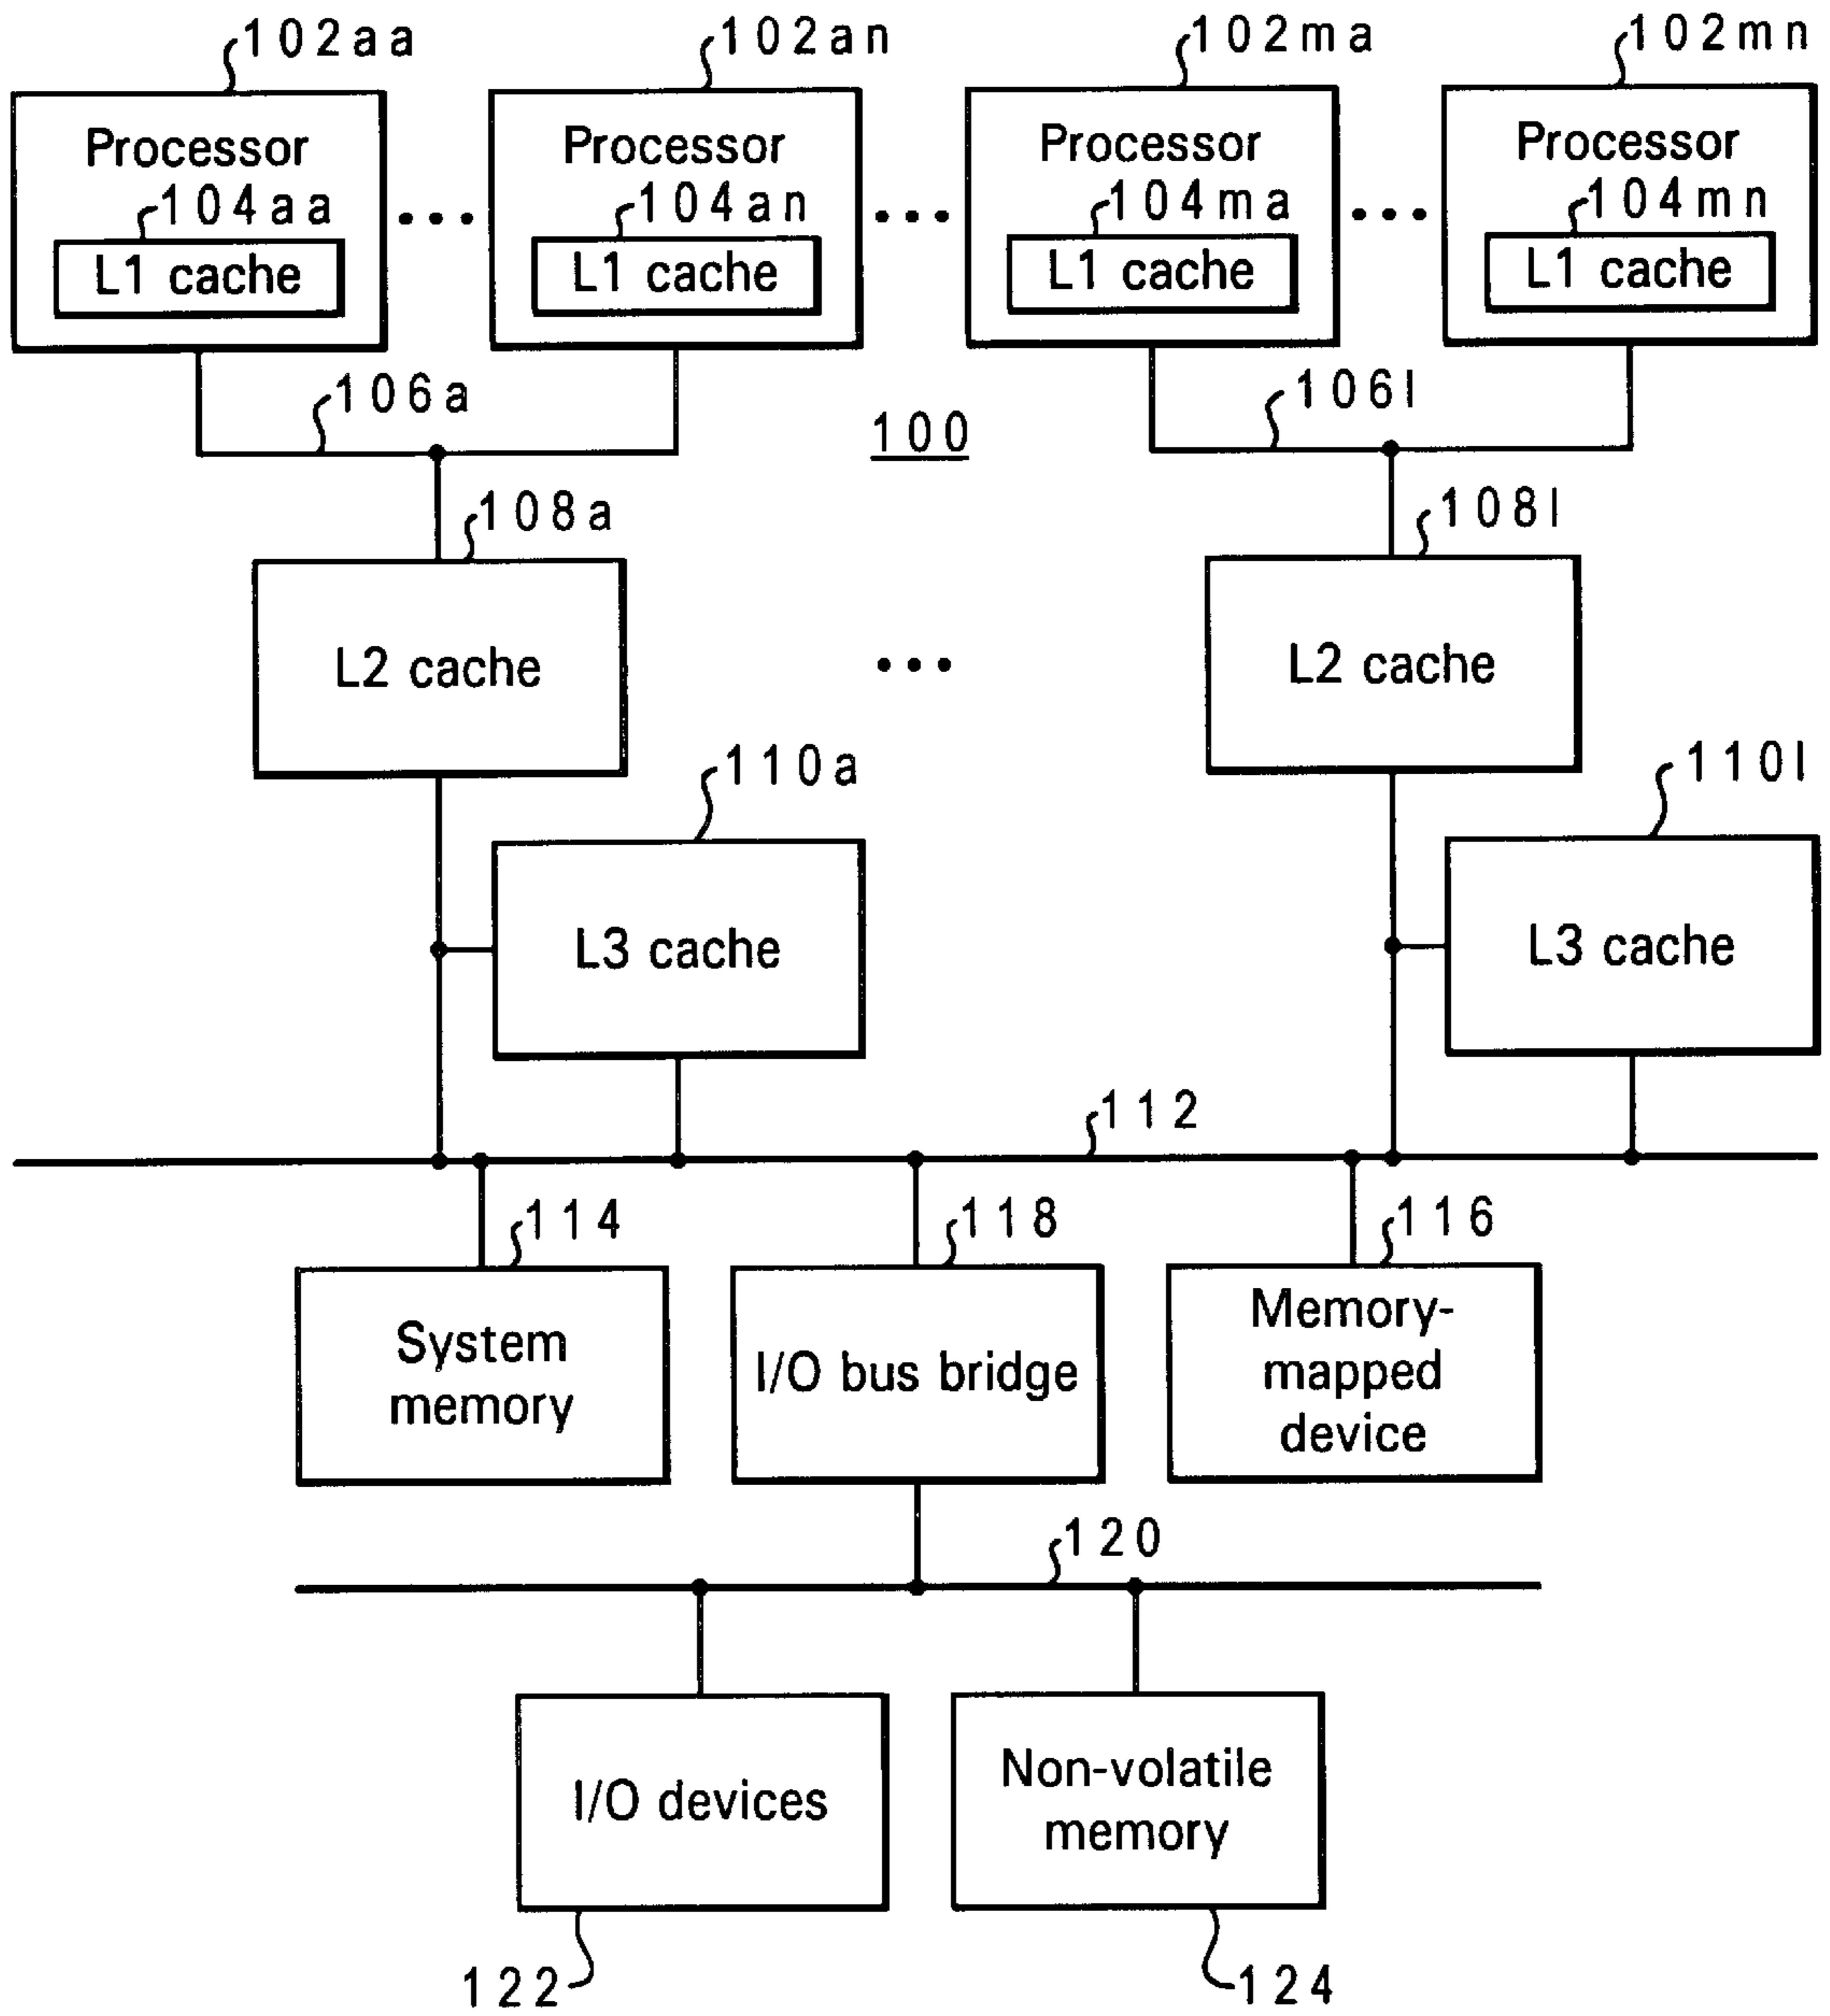 102aa 102an 102ma 102mn
Processor Processor Processor Processor
104aa 104an 104ma 104mn
••• ••• •••
L1 cache L1 cache L1 cache L1 cache
106a 106l
100
108a 108l
L2 cache ••• L2 cache
110a 110l
L3 cache L3 cache
112
114 118 116
System
memory
I/O bus bridge
Memory-
mapped
device
120
I/O devices
Non-volatile
memory
122 124